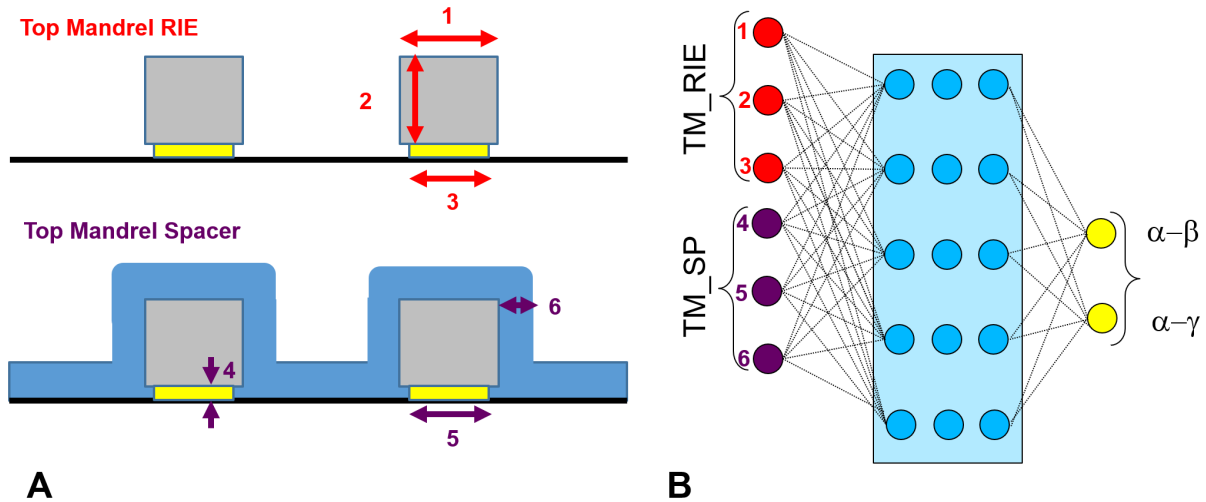 Top Mandrel RIE
1
2
3
Top Mandrel Spacer
4
5
6
A
TM_RIE
1
2
3
TM_SP
4
5
6
α–β
α–γ
B